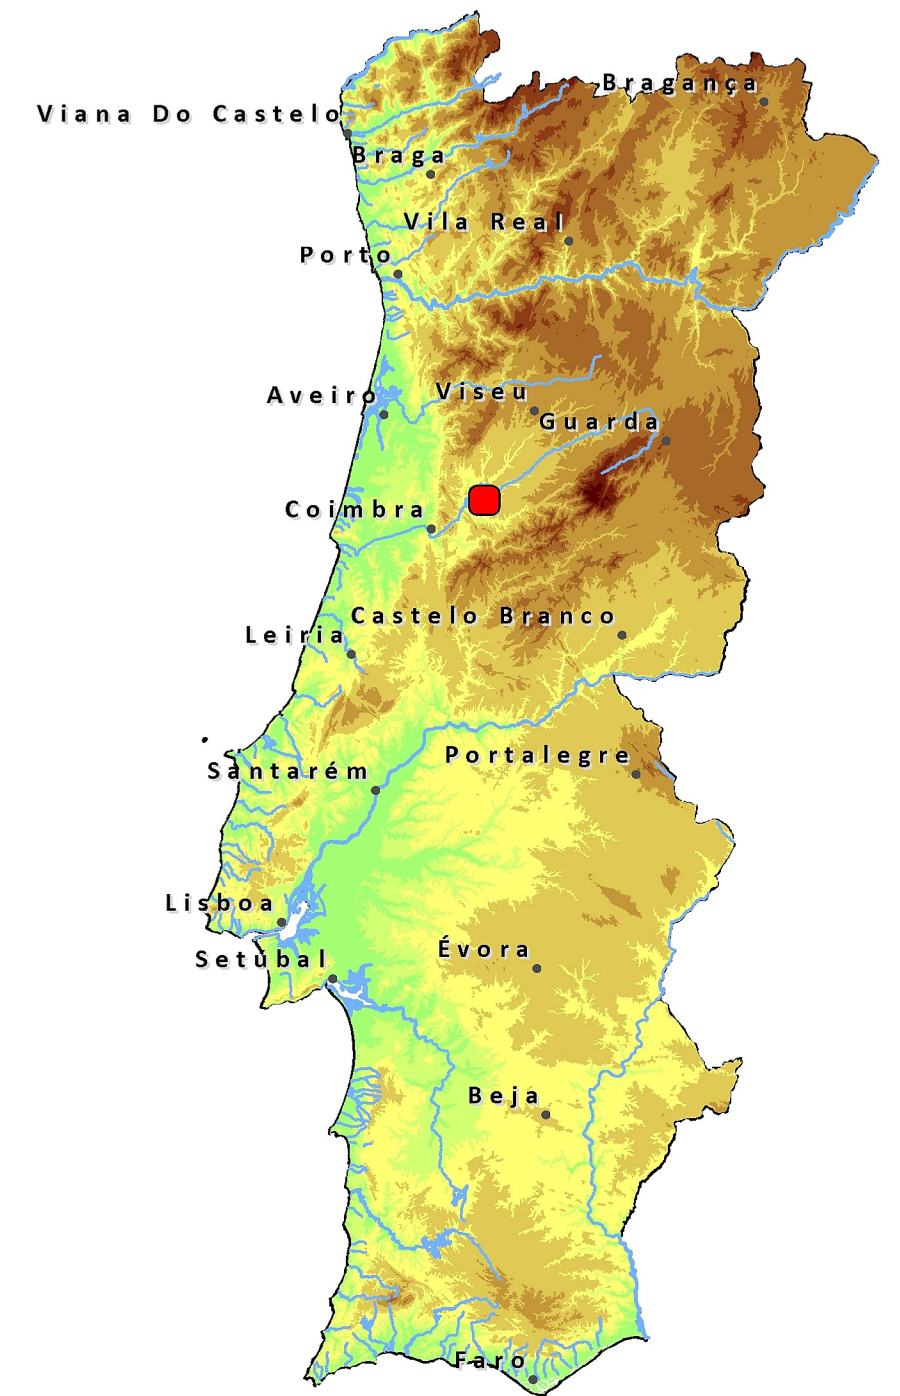 Bragança
Viana Do Castelo
Braga
Vila Real
Porto
Viseu
Aveiro
Guarda
Coimbra
Castelo Branco
Leiria
Portalegre
Santarém
Lisboa
Évora
Setúbal
Beja
Faro